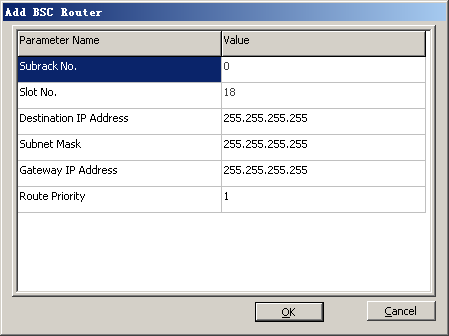 Add BSC Router
Parameter Name Value
Subrack No. 0
Slot No. 18
Destination IP Address 255.255.255.255
Subnet Mask 255.255.255.255
Gateway IP Address 255.255.255.255
Route Priority 1
OK Cancel